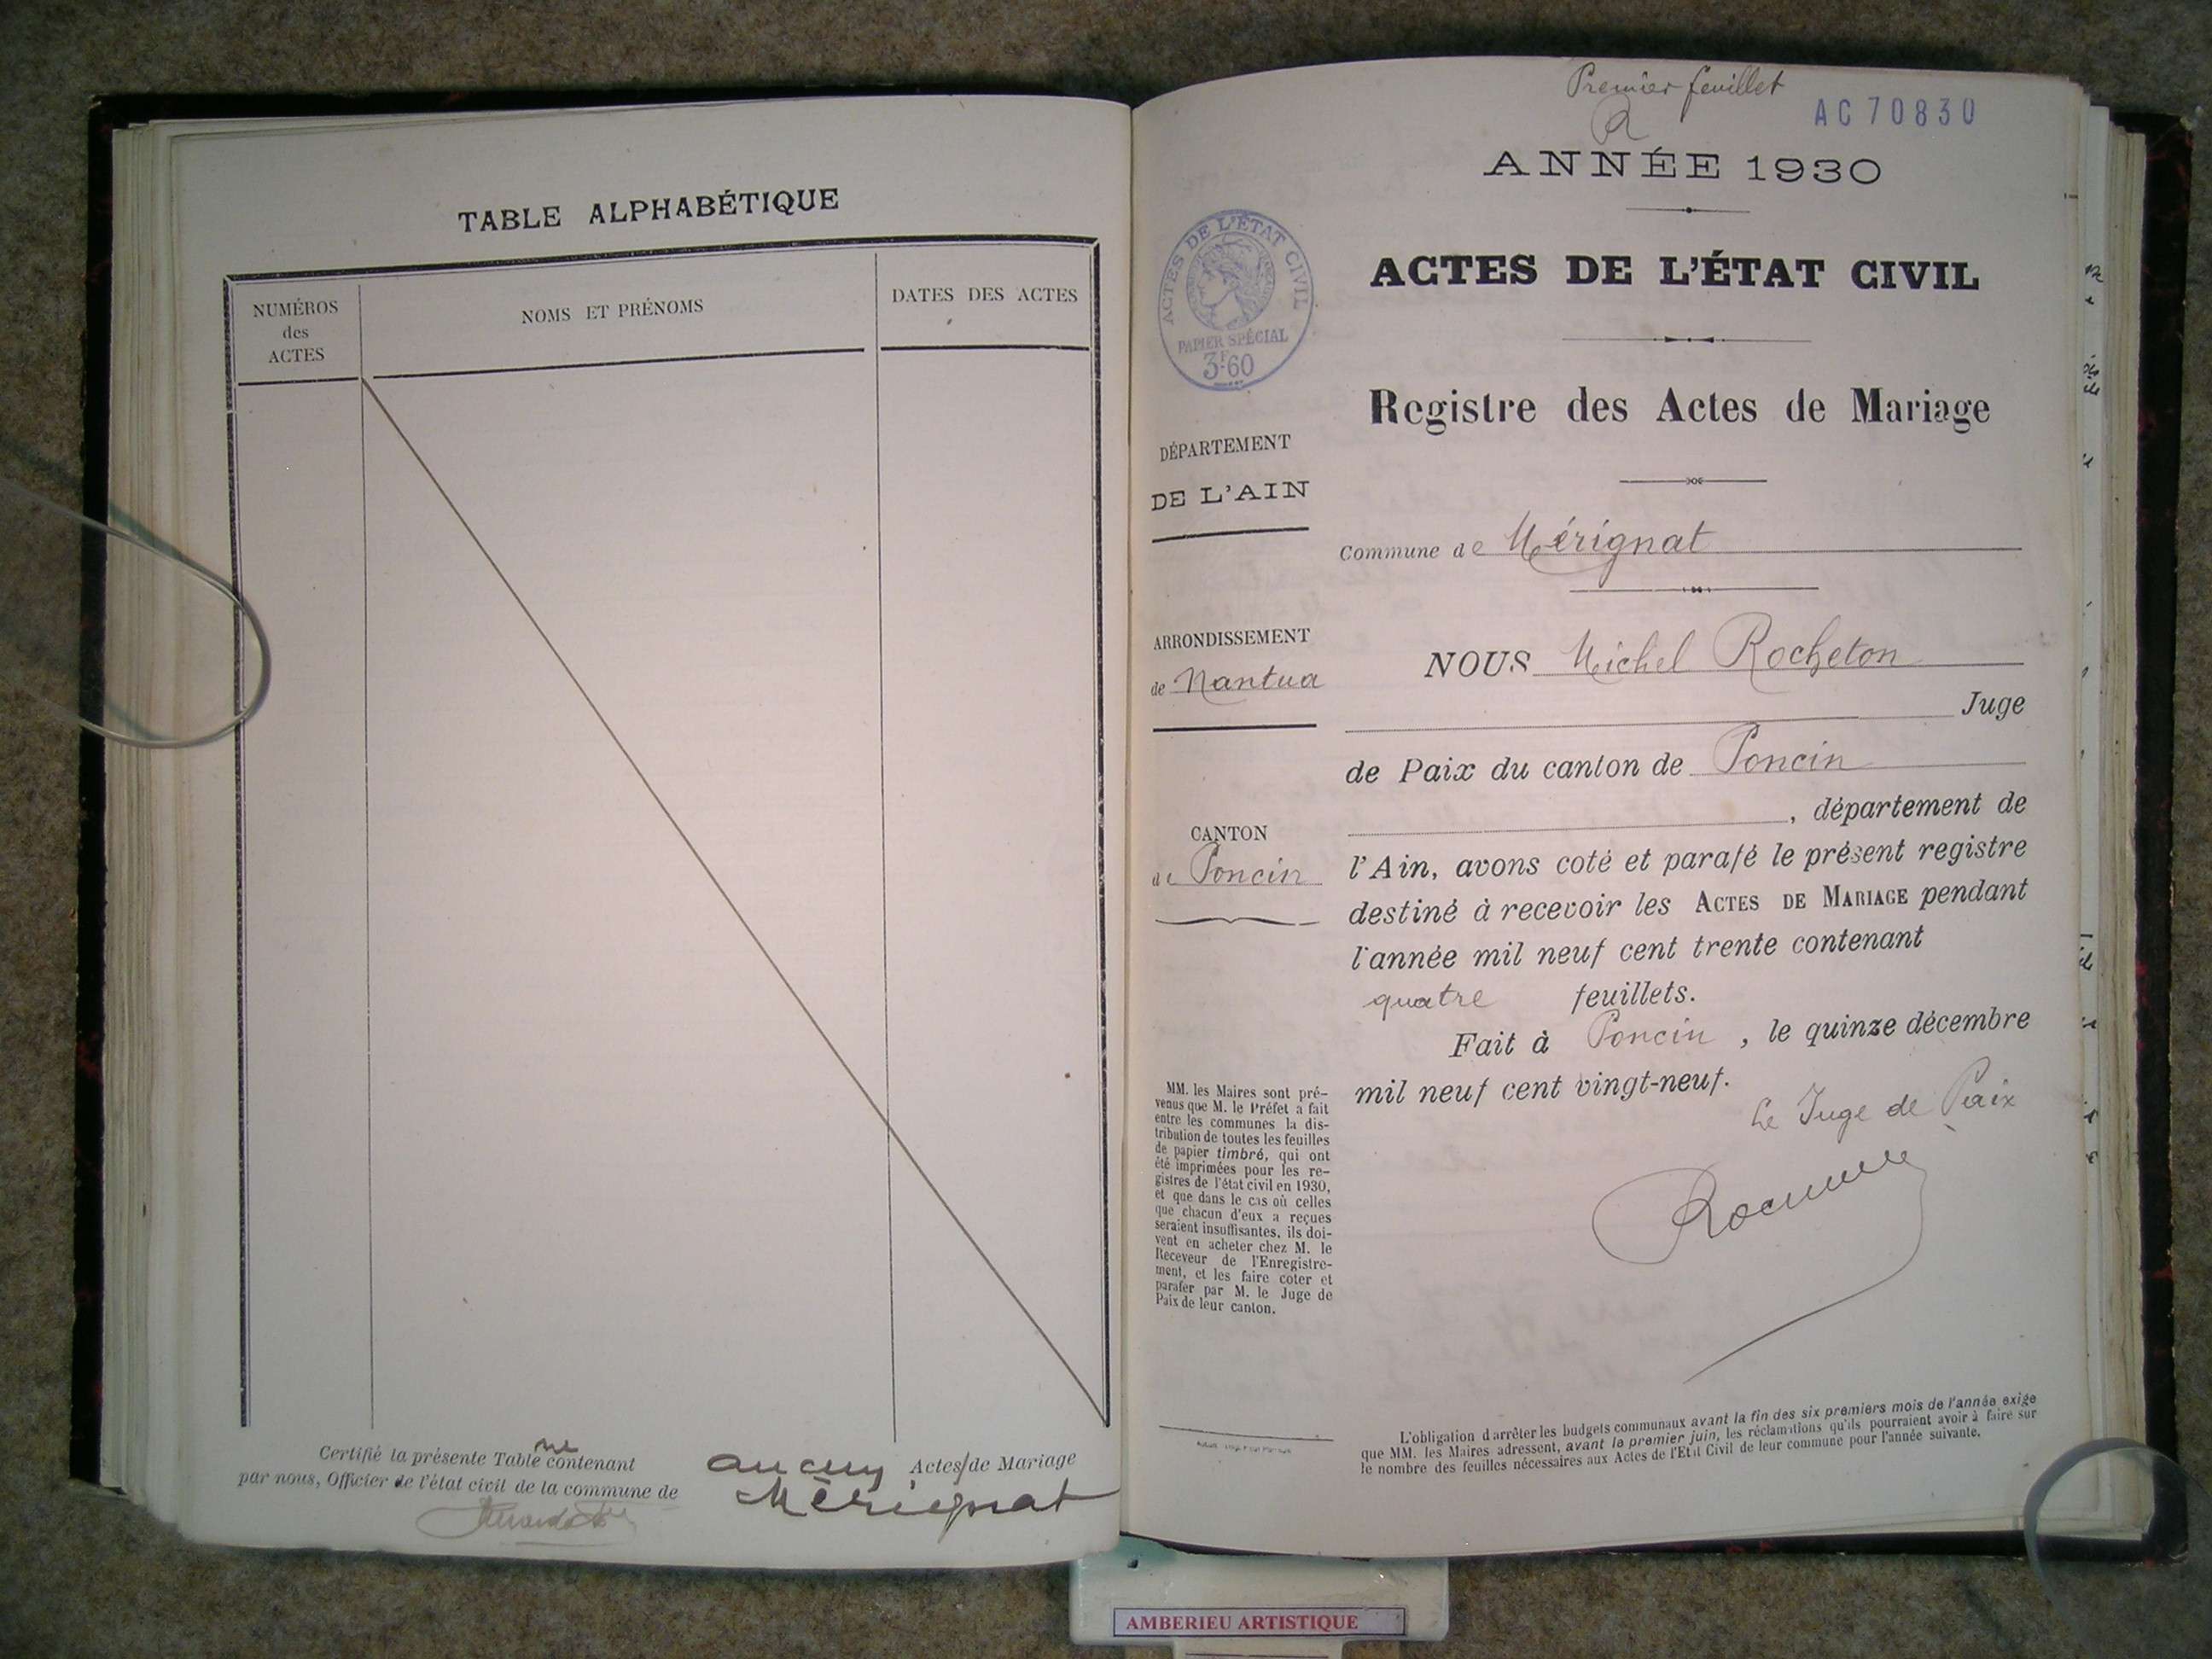 TABLE ALPHABÉTIQUE
NUMÉROS
des
ACTES
NOMS ET PRÉNOMS
DATES DES ACTES
Certifié la présente Table contenant aucun Actes de Mariage
par nous, Officier de l'état civil de la commune de Mérignat
Premier feuillet
AC 70830
ANNÉE 1930
ACTES DE L'ÉTAT CIVIL
PAPIER SPÉCIAL
3F60
ACTES DE L'ÉTAT CIVIL
Registre des Actes de Mariage
DÉPARTEMENT
DE L'AIN
Commune de Mérignat
ARRONDISSEMENT
de Nantua
CANTON
de Poncin
NOUS Michel Rocheton
Juge
de Paix du canton de Poncin
, département de
l'Ain, avons coté et parafé le présent registre
destiné à recevoir les ACTES DE MARIAGE pendant
l'année mil neuf cent trente contenant
quatre feuillets.
Fait à Poncin, le quinze décembre
mil neuf cent vingt-neuf.
Le Juge de Paix
MM. les Maires sont pré-
venus que M. le Préfet a fait
entre les communes la dis-
tribution de toutes les feuilles
de papier timbré, qui ont
été imprimées pour les re-
gistres de l'état civil en 1930,
et que dans le cas où celles
que chacun d'eux a reçues
seraient insuffisantes, ils doi-
vent en acheter chez M. le
Receveur de l'Enregistre-
ment, et les faire coter et
parafer par M. le Juge de
Paix de leur canton.
L'obligation d'arrêter les budgets communaux avant la fin des six premiers mois de l'année exige
que MM. les Maires adressent, avant le premier juin, les réclamations qu'ils pourraient avoir à faire sur
le nombre des feuilles nécessaires aux Actes de l'Etat Civil de leur commune pour l'année suivante.
AMBERIEU ARTISTIQUE